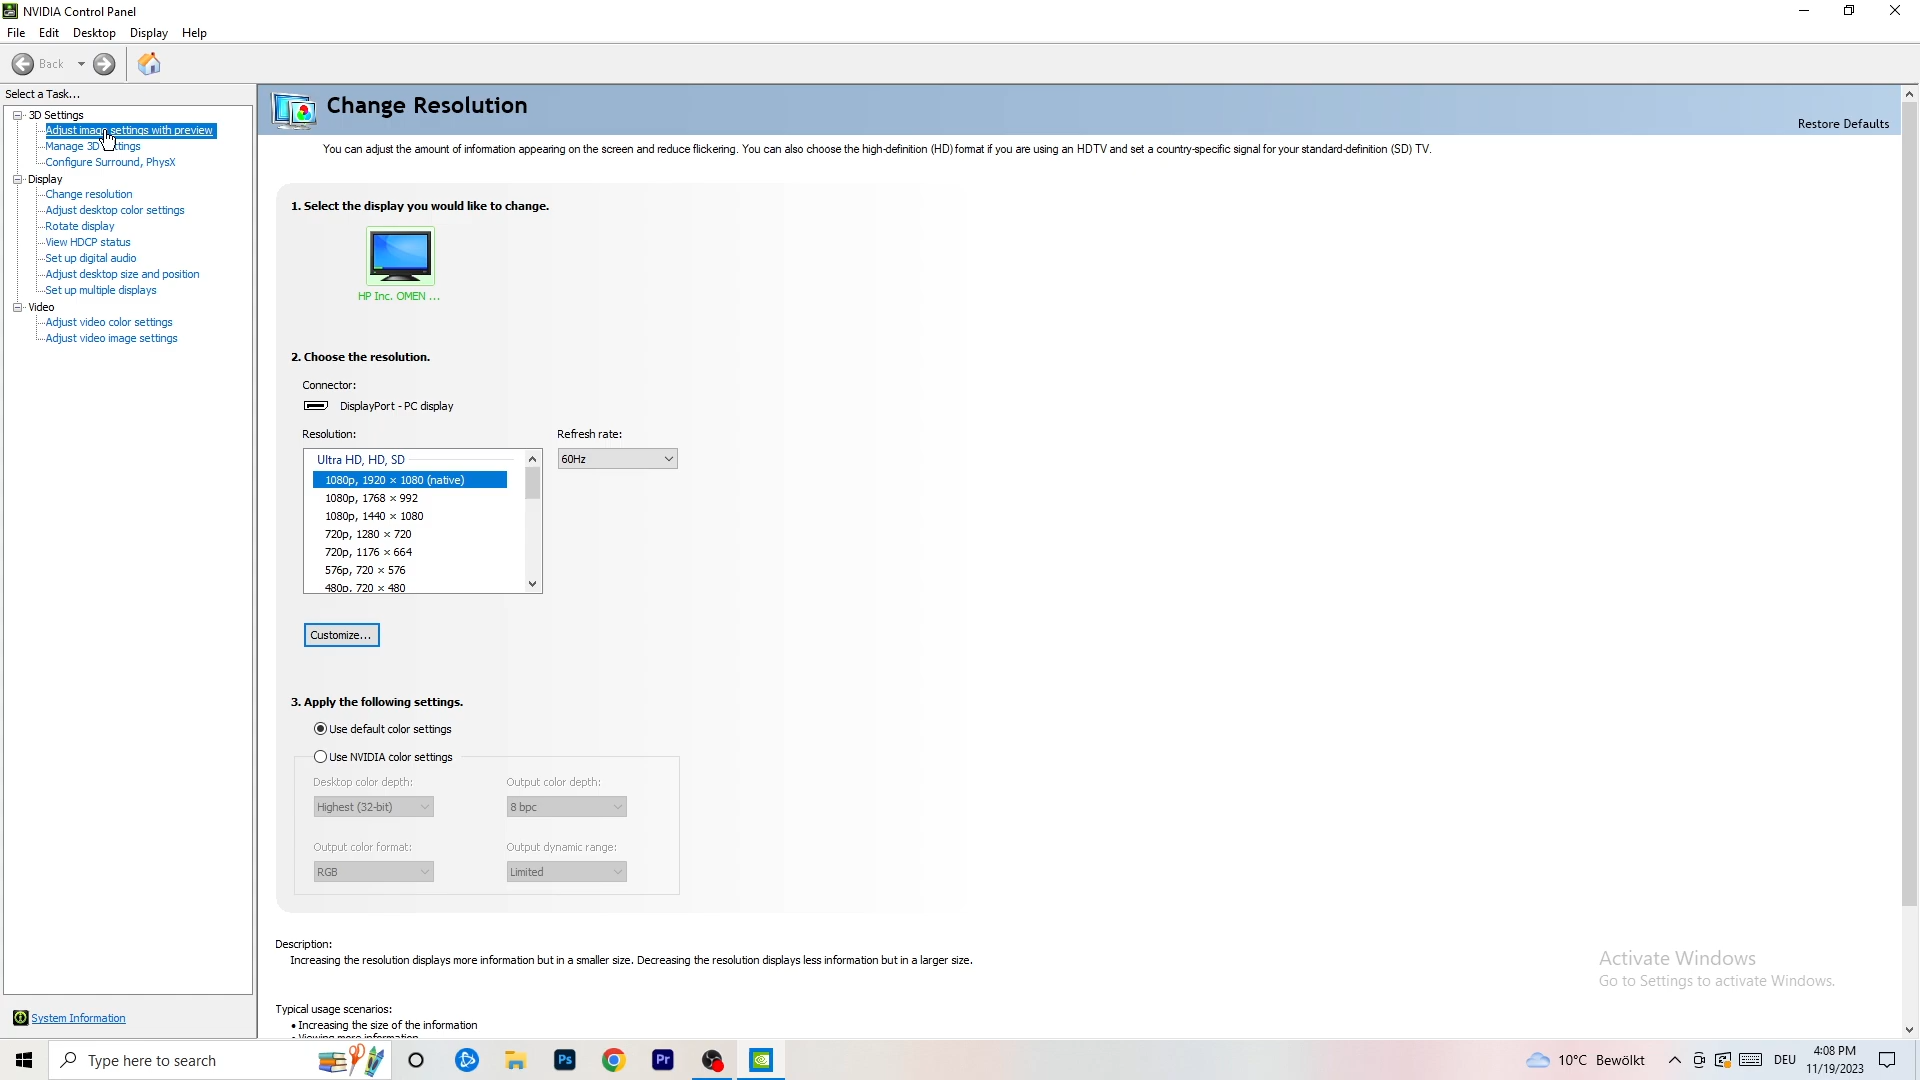 NVIDIA Control Panel
File Edit Desktop Display Help
Back
Select a Task...
3D Settings
Adjust image settings with preview
Manage 3D
Configure Surround, PhysX
Display
Change resolution
Adjust desktop color settings
Rotate display
View HDCP status
Set up digital audio
Adjust desktop size and position
Set up multiple displays
Video
Adjust video color settings
Adjust video image settings
System Information
Change Resolution
Restore Defaults
You can adjust the amount of information appearing on the screen and reduce flickering. You can also choose the high-definition (HD) format if you are using an HDTV and set a country-specific signal for your standard-definition (SD) TV.
1. Select the display you would like to change.
HP Inc. OMEN ...
2. Choose the resolution.
Connector:
DisplayPort - PC display
Resolution:
Refresh rate:
Ultra HD, HD, SD
60Hz
1080p, 1920 × 1080 (native)
1080p, 1768 × 992
1080p, 1440 × 1080
720p, 1280 × 720
720p, 1176 × 664
576p, 720 × 576
480p, 720 × 480
Customize...
3. Apply the following settings.
Use default color settings
Use NVIDIA color settings
Desktop color depth:
Output color depth:
Highest (32-bit)
8 bpc
Output color format:
Output dynamic range:
RGB
Limited
Description:
Increasing the resolution displays more information but in a smaller size. Decreasing the resolution displays less information but in a larger size.
Typical usage scenarios:
• Increasing the size of the information
• Viewing more information
Activate Windows
Go to Settings to activate Windows.
Type here to search
Ps
Pr
10°C Bewölkt
DEU
4:08 PM
11/19/2023